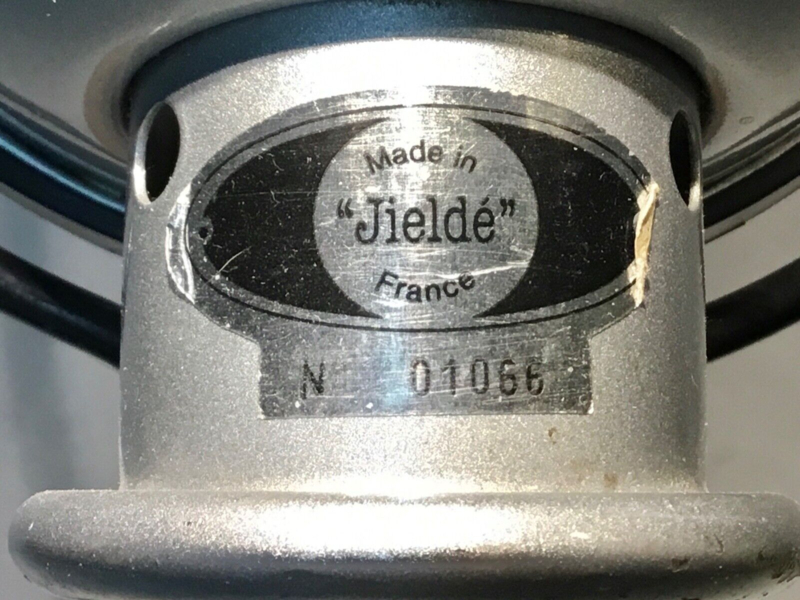 Made in
“Jieldé”
France
N 01066